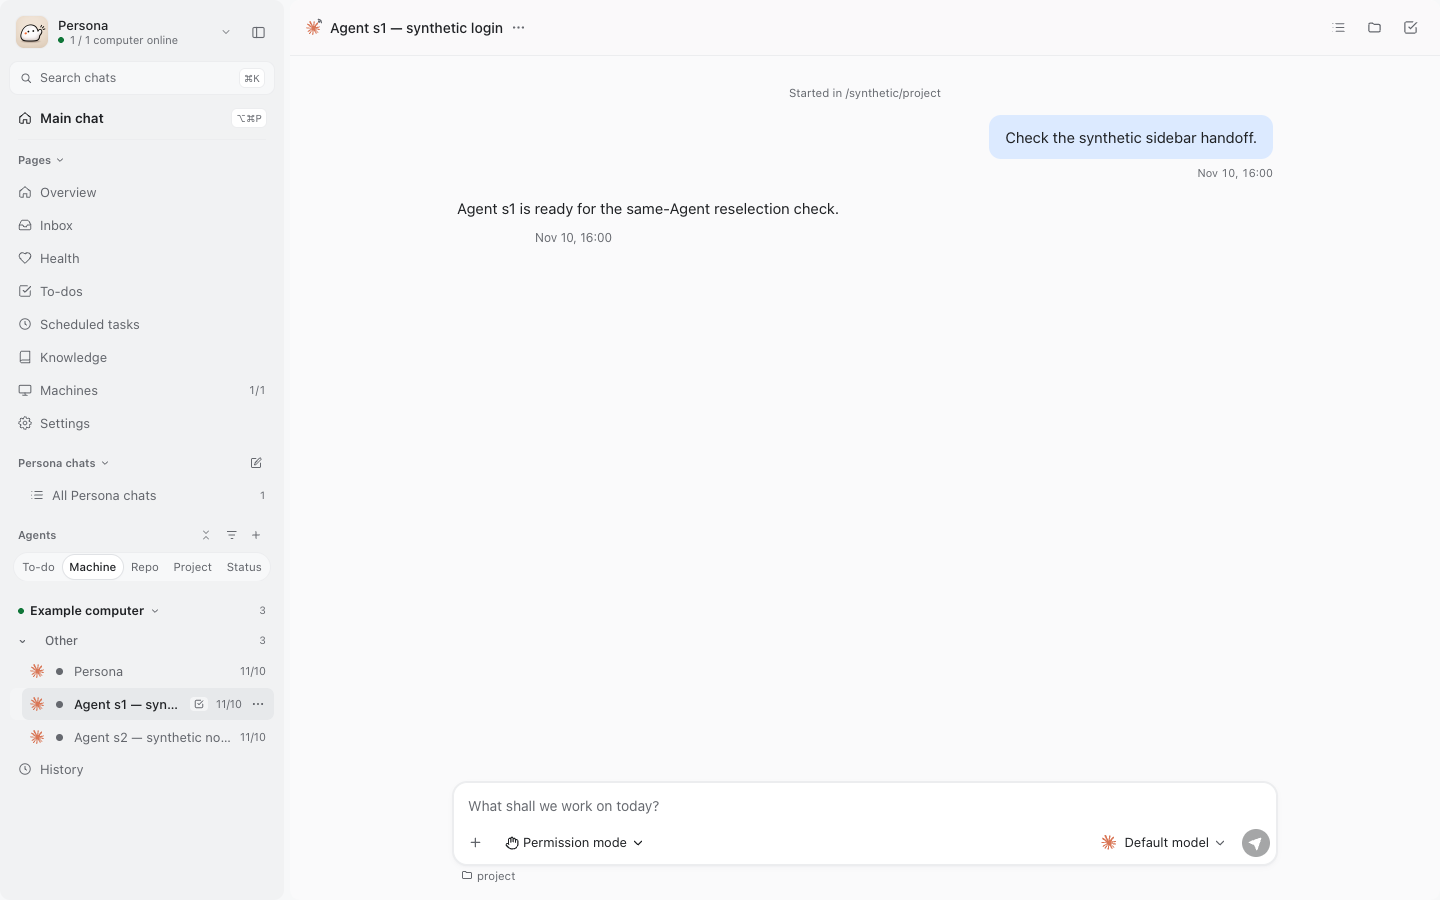 Persona
1 / 1 computer online
Search chats
⌘K
Main chat
⌥⌘P
Pages
Overview
Inbox
Health
To-dos
Scheduled tasks
Knowledge
Machines
1/1
Settings
Persona chats
All Persona chats
1
Agents
To-do
Machine
Repo
Project
Status
Example computer
3
Other
3
Persona
11/10
Agent s1 — syn...
11/10
Agent s2 — synthetic no...
11/10
History
Agent s1 — synthetic login
Started in /synthetic/project
Check the synthetic sidebar handoff.
Nov 10, 16:00
Agent s1 is ready for the same-Agent reselection check.
Nov 10, 16:00
What shall we work on today?
Permission mode
Default model
project